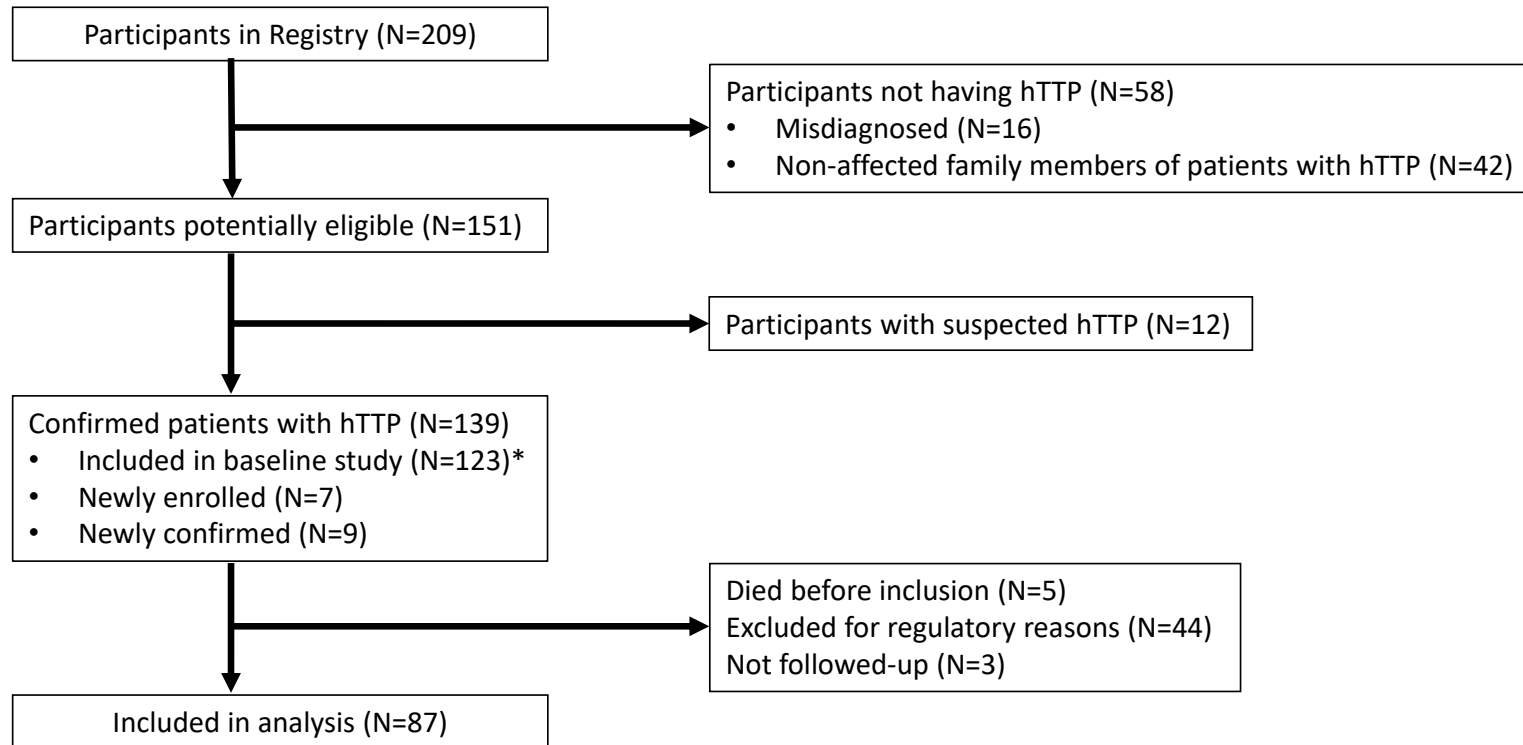 Participants in Registry (N=209)
Participants not having hTTP (N=58)
• Misdiagnosed (N=16)
• Non-affected family members of patients with hTTP (N=42)
Participants potentially eligible (N=151)
Participants with suspected hTTP (N=12)
Confirmed patients with hTTP (N=139)
• Included in baseline study (N=123)*
• Newly enrolled (N=7)
• Newly confirmed (N=9)
Died before inclusion (N=5)
Excluded for regulatory reasons (N=44)
Not followed-up (N=3)
Included in analysis (N=87)